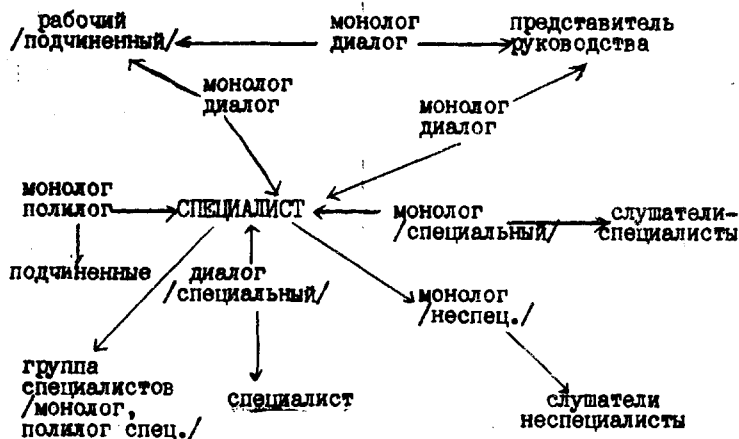 рабочий
/подчиненный/
монолог
диалог
представитель
руководства
монолог
диалог
монолог
диалог
монолог
полилог
СПЕЦИАЛИСТ
монолог
/специальный/
слушатели-
специалисты
подчиненные
диалог
/специальный/
монолог
/неспец./
группа
специалистов
/монолог,
полилог спец./
специалист
слушатели
неспециалисты